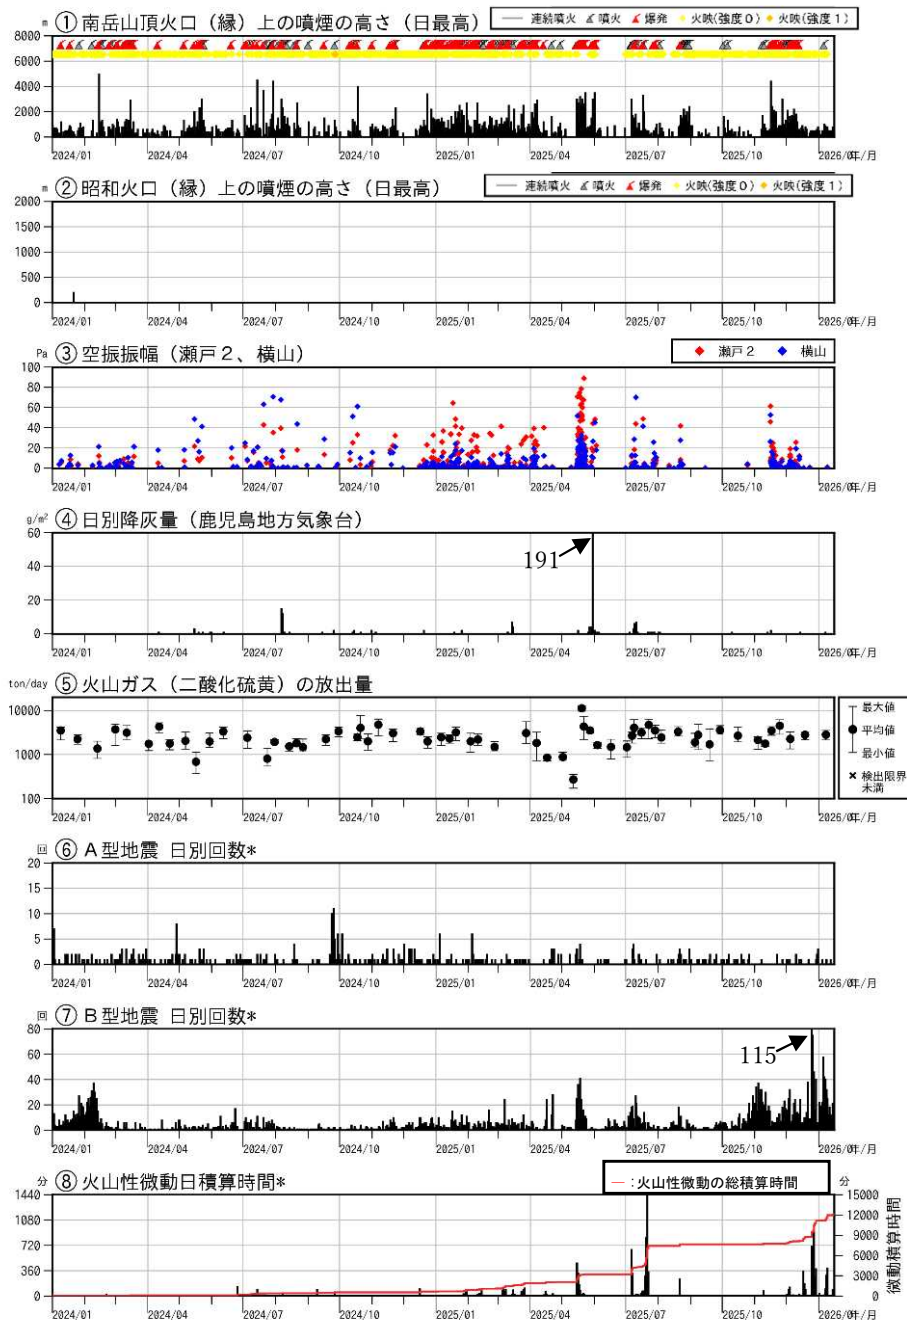 m ①南岳山頂火口（縁）上の噴煙の高さ（日最高）
連続噴火 噴火 爆発 火映(強度０) 火映(強度１)
8000
6000
4000
2000
0
2024/01 2024/04 2024/07 2024/10 2025/01 2025/04 2025/07 2025/10 2026/01 年/月
m ②昭和火口（縁）上の噴煙の高さ（日最高）
連続噴火 噴火 爆発 火映(強度０) 火映(強度１)
2000
1500
1000
500
0
2024/01 2024/04 2024/07 2024/10 2025/01 2025/04 2025/07 2025/10 2026/01 年/月
Pa ③空振振幅（瀬戸２、横山）
瀬戸２ 横山
100
80
60
40
20
0
2024/01 2024/04 2024/07 2024/10 2025/01 2025/04 2025/07 2025/10 2026/01 年/月
g/m² ④日別降灰量（鹿児島地方気象台）
60
40
20
0
191
2024/01 2024/04 2024/07 2024/10 2025/01 2025/04 2025/07 2025/10 2026/01 年/月
ton/day ⑤火山ガス（二酸化硫黄）の放出量
10000
1000
100
最大値
平均値
最小値
検出限界
未満
2024/01 2024/04 2024/07 2024/10 2025/01 2025/04 2025/07 2025/10 2026/01 年/月
回 ⑥Ａ型地震 日別回数*
20
15
10
5
0
2024/01 2024/04 2024/07 2024/10 2025/01 2025/04 2025/07 2025/10 2026/01 年/月
回 ⑦Ｂ型地震 日別回数*
80
60
40
20
0
115
2024/01 2024/04 2024/07 2024/10 2025/01 2025/04 2025/07 2025/10 2026/01 年/月
分 ⑧火山性微動日積算時間*
：火山性微動の総積算時間
分
1440
1080
720
360
0
15000
12000
9000
6000
3000
0
微動積算時間
2024/01 2024/04 2024/07 2024/10 2025/01 2025/04 2025/07 2025/10 2026/01 年/月